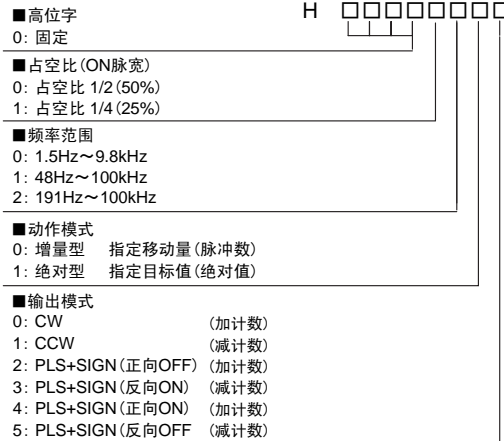 H □□□□□□□□
■高位字
0: 固定
■占空比(ON脉宽)
0: 占空比 1/2(50%)
1: 占空比 1/4(25%)
■频率范围
0: 1.5Hz～9.8kHz
1: 48Hz～100kHz
2: 191Hz～100kHz
■动作模式
0: 增量型 指定移动量(脉冲数)
1: 绝对型 指定目标值(绝对值)
■输出模式
0: CW (加计数)
1: CCW (减计数)
2: PLS+SIGN(正向OFF) (加计数)
3: PLS+SIGN(反向ON) (减计数)
4: PLS+SIGN(正向ON) (加计数)
5: PLS+SIGN(反向OFF (减计数)